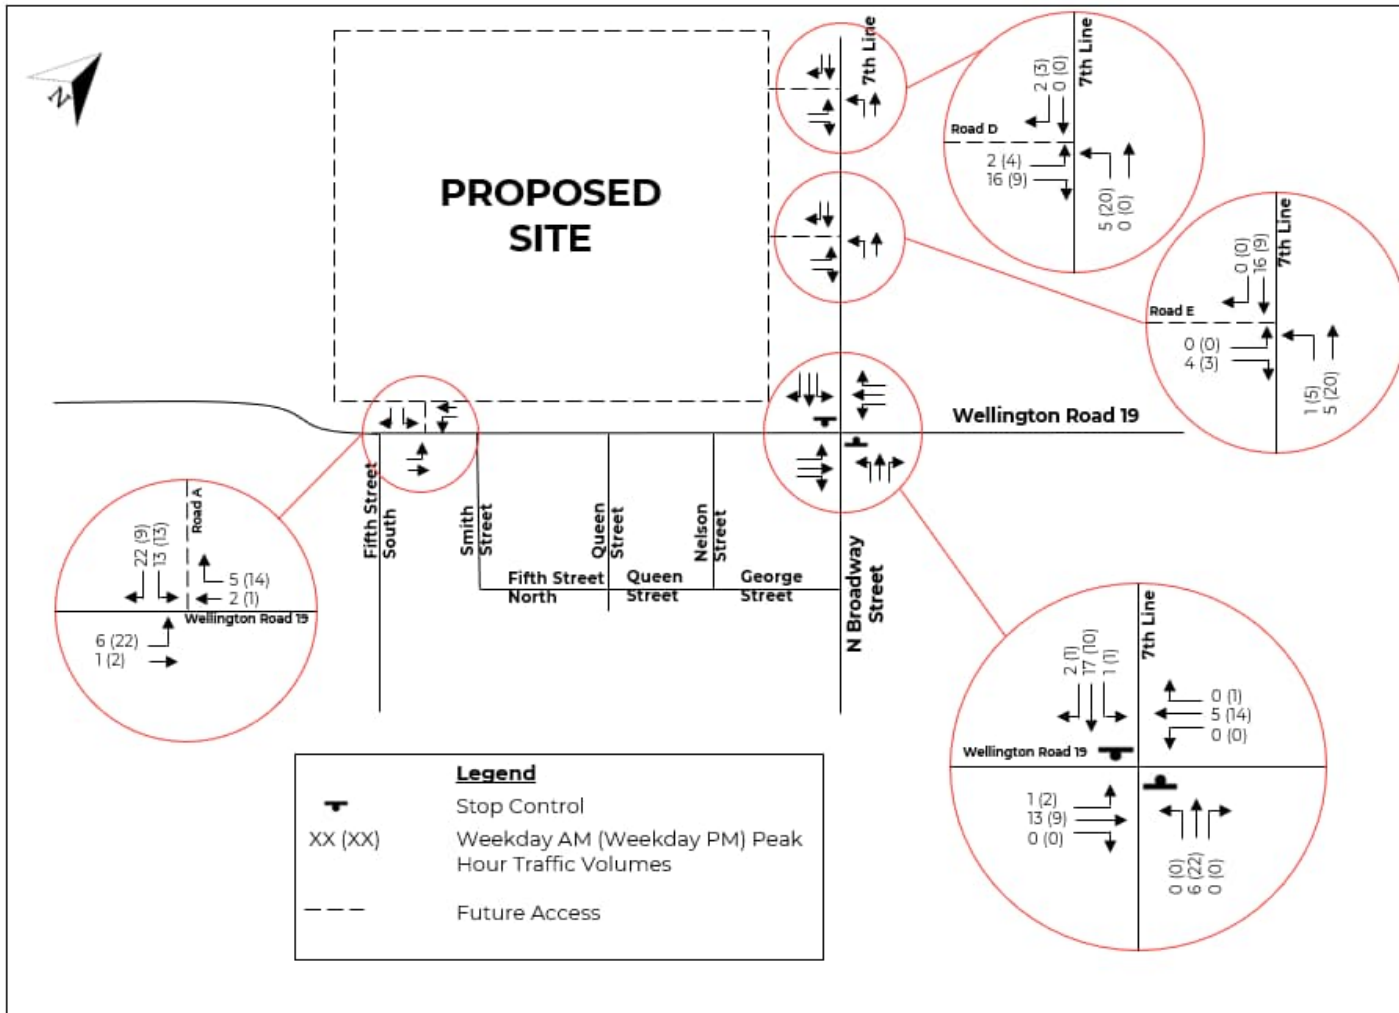 N
PROPOSED
SITE
7th Line
7th Line
2 (3)
0 (0)
Road D
2 (4)
16 (9)
5 (20)
0 (0)
7th Line
0 (0)
16 (9)
Road E
0 (0)
4 (3)
1 (5)
5 (20)
Wellington Road 19
Fifth Street
South
Smith
Street
Queen
Street
Nelson
Street
Fifth Street
North
Queen
Street
George
Street
N Broadway
Street
Road A
22 (9)
13 (13)
5 (14)
2 (1)
Wellington Road 19
6 (22)
1 (2)
7th Line
2 (1)
17 (10)
1 (1)
0 (1)
5 (14)
0 (0)
Wellington Road 19
1 (2)
13 (9)
0 (0)
0 (0)
6 (22)
0 (0)
Legend
Stop Control
XX (XX)
Weekday AM (Weekday PM) Peak
Hour Traffic Volumes
Future Access